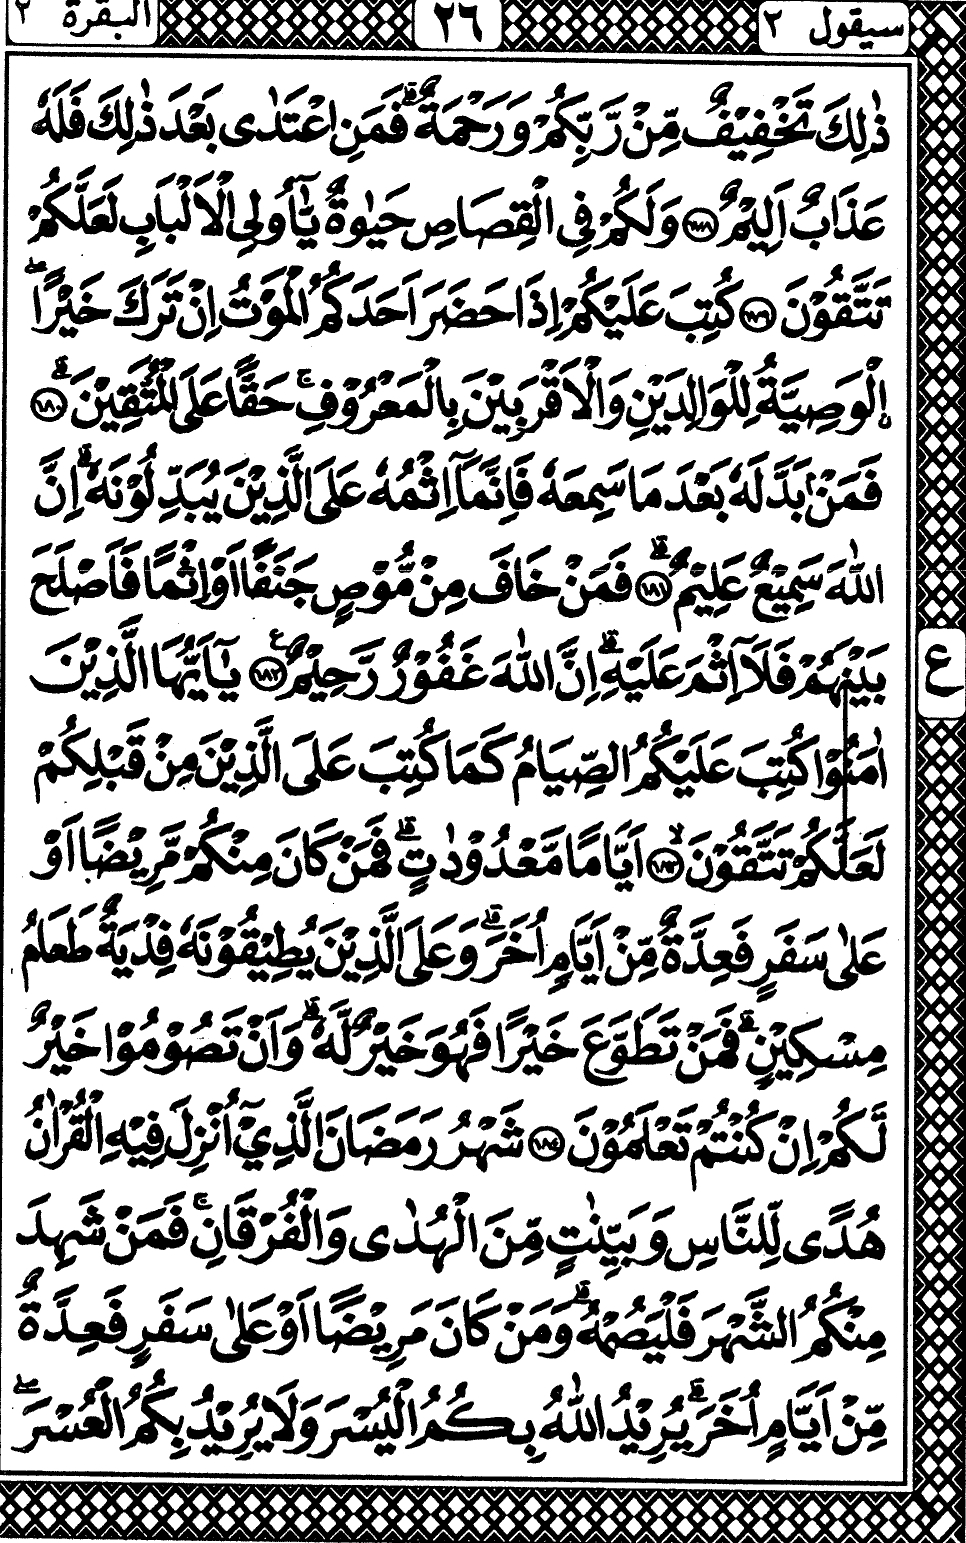 سيقول ٢ ٢٦ البقرة ٢
ذٰلِكَ تَخْفِيْفٌ مِّنْ رَّبِّكُمْ وَرَحْمَةٌ ؕ فَمَنِ اعْتَدٰى بَعْدَ ذٰلِكَ فَلَهٗ
عَذَابٌ اَلِيْمٌ ﴿١٧٨﴾ وَلَكُمْ فِى الْقِصَاصِ حَيٰوةٌ يّٰۤاُولِى الْاَلْبَابِ لَعَلَّكُمْ
تَتَّقُوْنَ ﴿١٧٩﴾ كُتِبَ عَلَيْكُمْ اِذَا حَضَرَ اَحَدَكُمُ الْمَوْتُ اِنْ تَرَكَ خَيْرًا ۖۚ
اِلْوَصِيَّةُ لِلْوَالِدَيْنِ وَالْاَقْرَبِيْنَ بِالْمَعْرُوْفِ ۚ حَقًّا عَلَى الْمُتَّقِيْنَ ؕ ﴿١٨٠﴾
فَمَنْۢ بَدَّلَهٗ بَعْدَ مَا سَمِعَهٗ فَاِنَّمَاۤ اِثْمُهٗ عَلَى الَّذِيْنَ يُبَدِّلُوْنَهٗ ؕ اِنَّ
اللّٰهَ سَمِيْعٌ عَلِيْمٌ ؕ ﴿١٨١﴾ فَمَنْ خَافَ مِنْ مُّوْصٍ جَنَفًا اَوْ اِثْمًا فَاَصْلَحَ
بَيْنَهُمْ فَلَاۤ اِثْمَ عَلَيْهِ ؕ اِنَّ اللّٰهَ غَفُوْرٌ رَّحِيْمٌ ﴿١٨٢﴾ ع يٰۤاَيُّهَا الَّذِيْنَ
ع
اٰمَنُوْا كُتِبَ عَلَيْكُمُ الصِّيَامُ كَمَا كُتِبَ عَلَى الَّذِيْنَ مِنْ قَبْلِكُمْ
لَعَلَّكُمْ تَتَّقُوْنَ ۙ ﴿١٨٣﴾ اَيَّامًا مَّعْدُوْدٰتٍ ؕ فَمَنْ كَانَ مِنْكُمْ مَّرِيْضًا اَوْ
عَلٰى سَفَرٍ فَعِدَّةٌ مِّنْ اَيَّامٍ اُخَرَ ؕ وَعَلَى الَّذِيْنَ يُطِيْقُوْنَهٗ فِدْيَةٌ طَعَامُ
مِسْكِيْنٍ ؕ فَمَنْ تَطَوَّعَ خَيْرًا فَهُوَ خَيْرٌ لَّهٗ ؕ وَاَنْ تَصُوْمُوْا خَيْرٌ
لَّكُمْ اِنْ كُنْتُمْ تَعْلَمُوْنَ ﴿١٨٤﴾ شَهْرُ رَمَضَانَ الَّذِىْۤ اُنْزِلَ فِيْهِ الْقُرْاٰنُ
هُدًى لِّلنَّاسِ وَبَيِّنٰتٍ مِّنَ الْهُدٰى وَالْفُرْقَانِ ۚ فَمَنْ شَهِدَ
مِنْكُمُ الشَّهْرَ فَلْيَصُمْهُ ؕ وَمَنْ كَانَ مَرِيْضًا اَوْ عَلٰى سَفَرٍ فَعِدَّةٌ
مِّنْ اَيَّامٍ اُخَرَ ؕ يُرِيْدُ اللّٰهُ بِكُمُ الْيُسْرَ وَلَا يُرِيْدُ بِكُمُ الْعُسْرَ ۖ